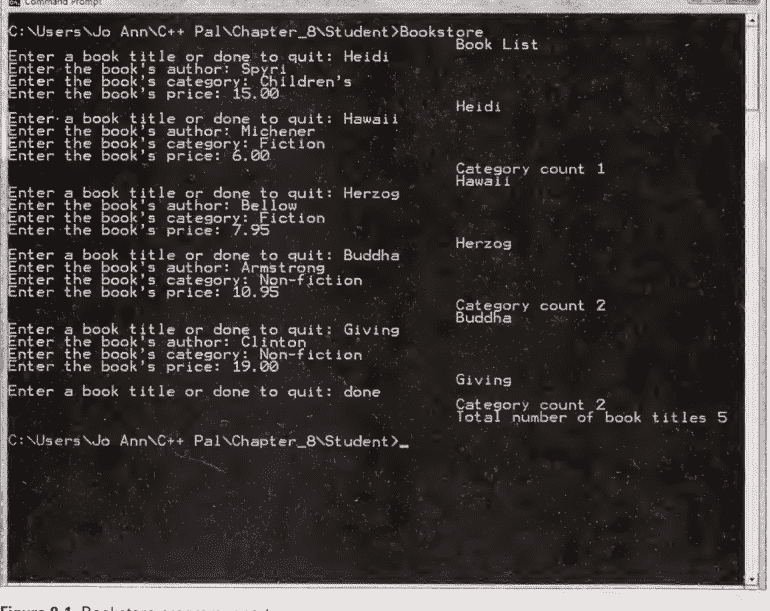 Command Prompt
C:\Users\Jo Ann\C++ Pal\Chapter_8\Student>Bookstore
Book List
Enter a book title or done to quit: Heidi
Enter the book's author: Spyri
Enter the book's category: Children's
Enter the book's price: 15.00
Heidi
Enter a book title or done to quit: Hawaii
Enter the book's author: Michener
Enter the book's category: Fiction
Enter the book's price: 6.00
Category count 1
Hawaii
Enter a book title or done to quit: Herzog
Enter the book's author: Bellow
Enter the book's category: Fiction
Enter the book's price: 7.95
Herzog
Enter a book title or done to quit: Buddha
Enter the book's author: Armstrong
Enter the book's category: Non-fiction
Enter the book's price: 10.95
Category count 2
Buddha
Enter a book title or done to quit: Giving
Enter the book's author: Clinton
Enter the book's category: Non-fiction
Enter the book's price: 19.00
Giving
Enter a book title or done to quit: done
Category count 2
Total number of book titles 5
C:\Users\Jo Ann\C++ Pal\Chapter_8\Student>_